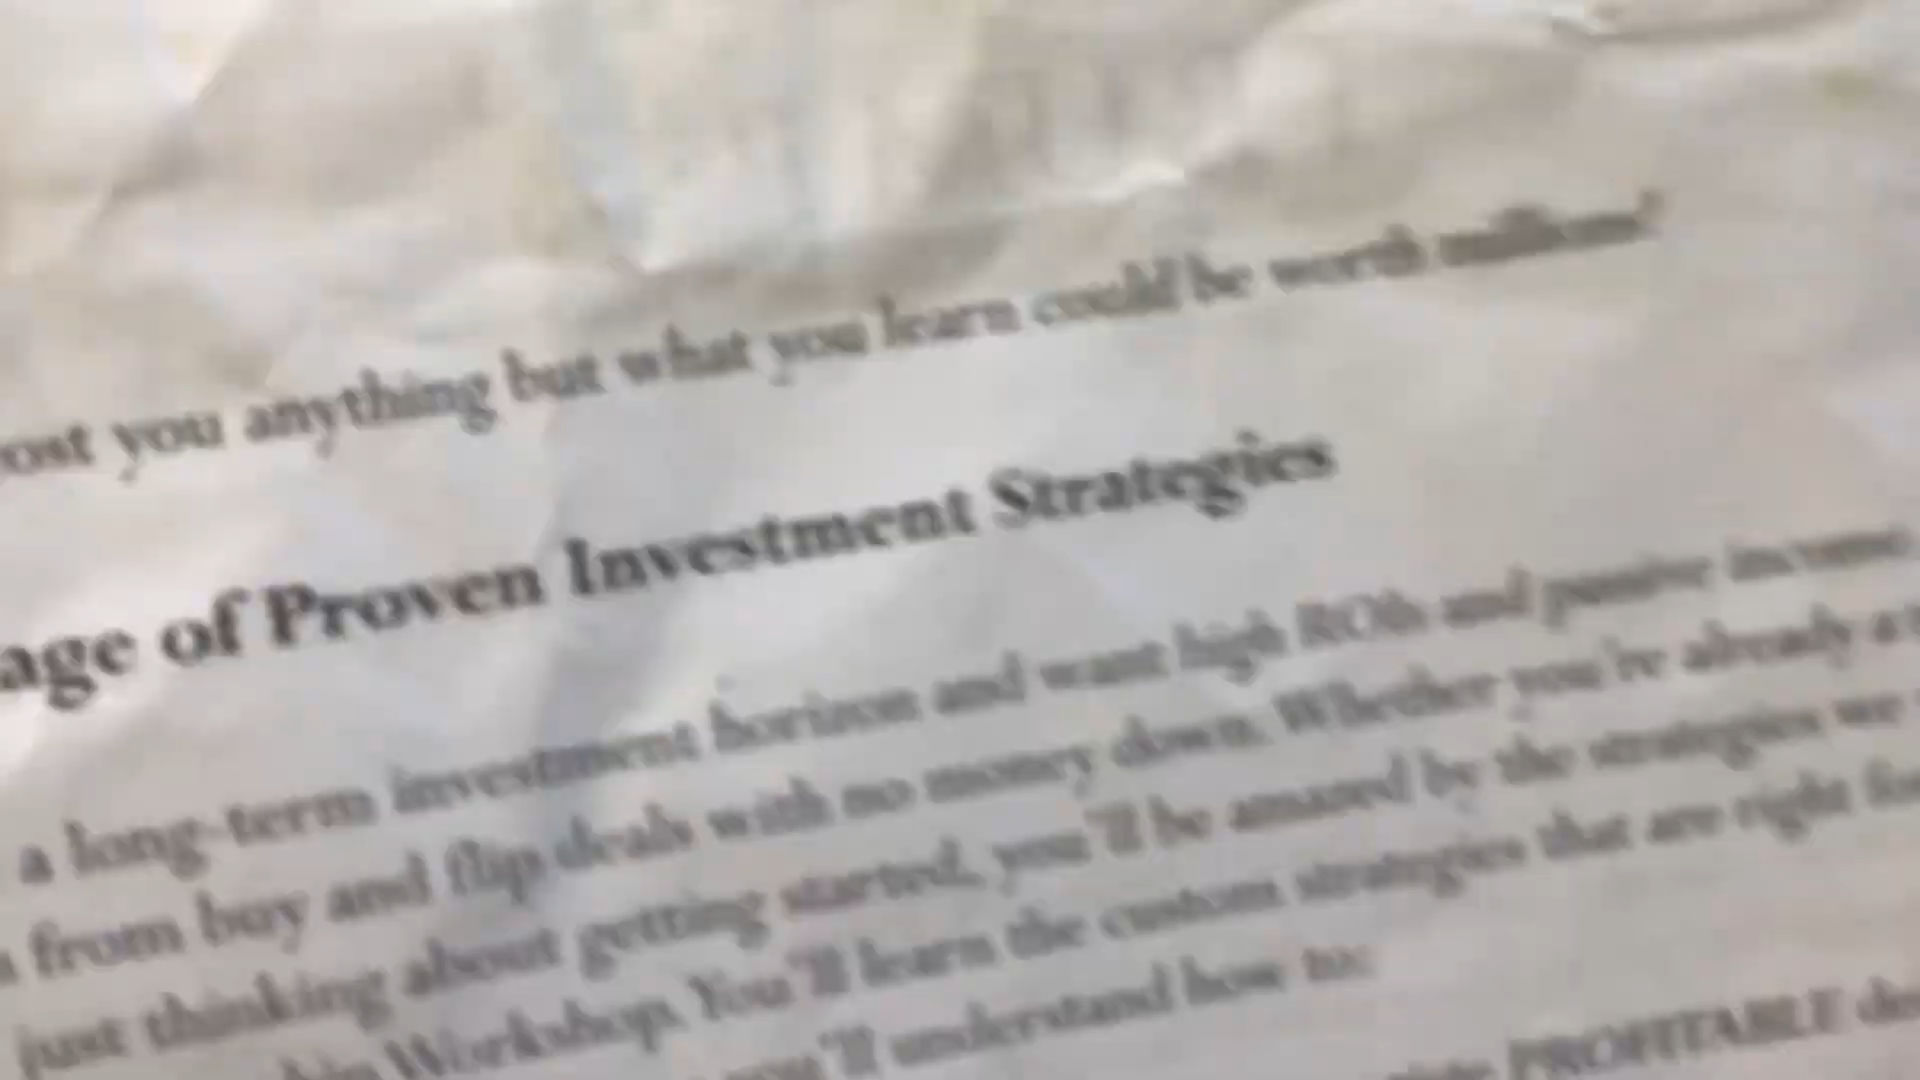 ost you anything but what you learn could be worth millions!
age of Proven Investment Strategies
a long-term investment horizon and want high ROIs and passive income
from buy and flip deals with no money down. Whether you're already a
just thinking about getting started, you'll be amazed by the strategies we
Workshop. You'll learn the custom strategies that are right for
you'll understand how to:
PROFITABLE